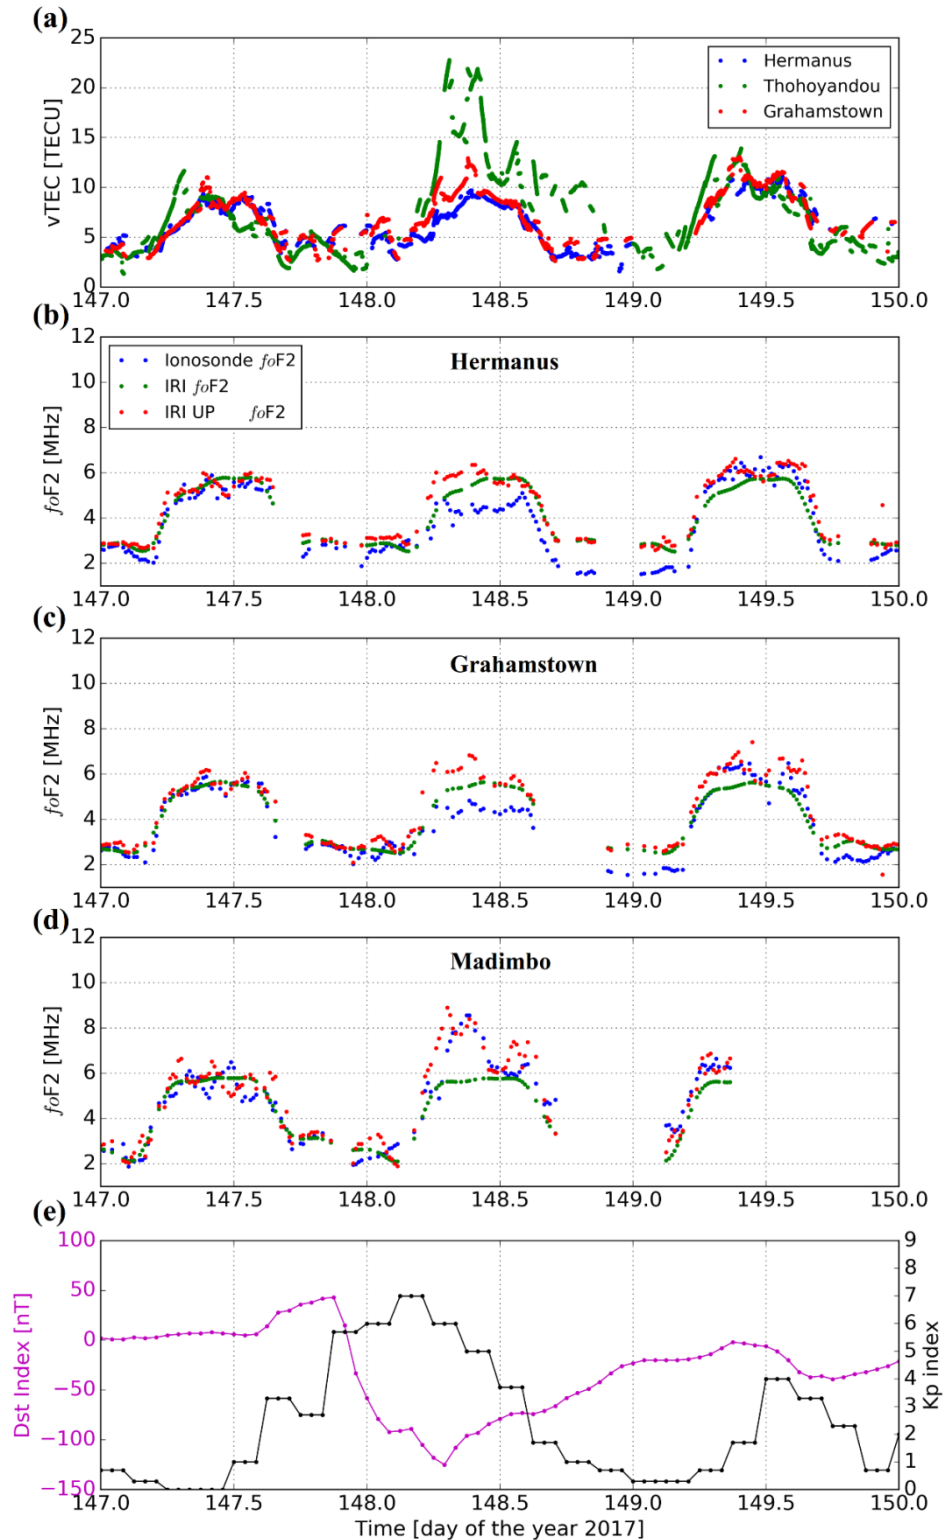 (a)
25
20
15
10
5
0
vTEC [TECU]
Hermanus
Thohoyandou
Grahamstown
147.0 147.5 148.0 148.5 149.0 149.5 150.0
(b)
12
10
8
6
4
2
foF2 [MHz]
Ionosonde foF2
IRI foF2
IRI UP foF2
Hermanus
147.0 147.5 148.0 148.5 149.0 149.5 150.0
(c)
12
10
8
6
4
2
foF2 [MHz]
Grahamstown
147.0 147.5 148.0 148.5 149.0 149.5 150.0
(d)
12
10
8
6
4
2
foF2 [MHz]
Madimbo
147.0 147.5 148.0 148.5 149.0 149.5 150.0
(e)
100
50
0
−50
−100
−150
Dst Index [nT]
9
8
7
6
5
4
3
2
1
0
Kp index
147.0 147.5 148.0 148.5 149.0 149.5 150.0
Time [day of the year 2017]